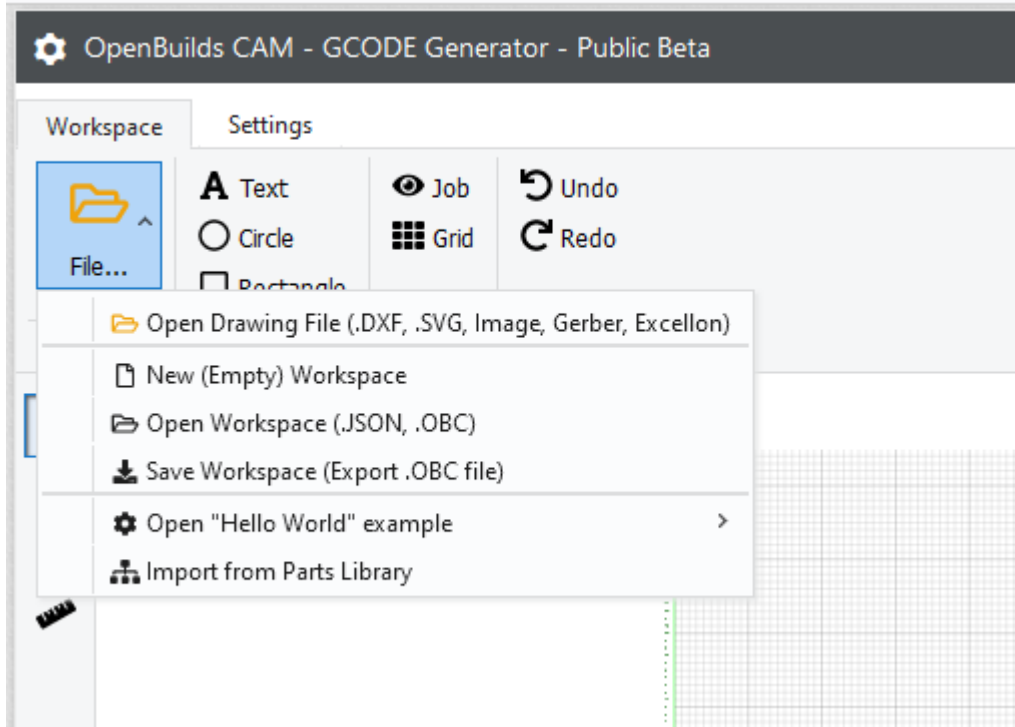 OpenBuilds CAM - GCODE Generator - Public Beta
Workspace Settings
Text Job Undo
Circle Grid Redo
File... Rectangle
Open Drawing File (.DXF, .SVG, Image, Gerber, Excellon)
New (Empty) Workspace
Open Workspace (.JSON, .OBC)
Save Workspace (Export .OBC file)
Open "Hello World" example
Import from Parts Library